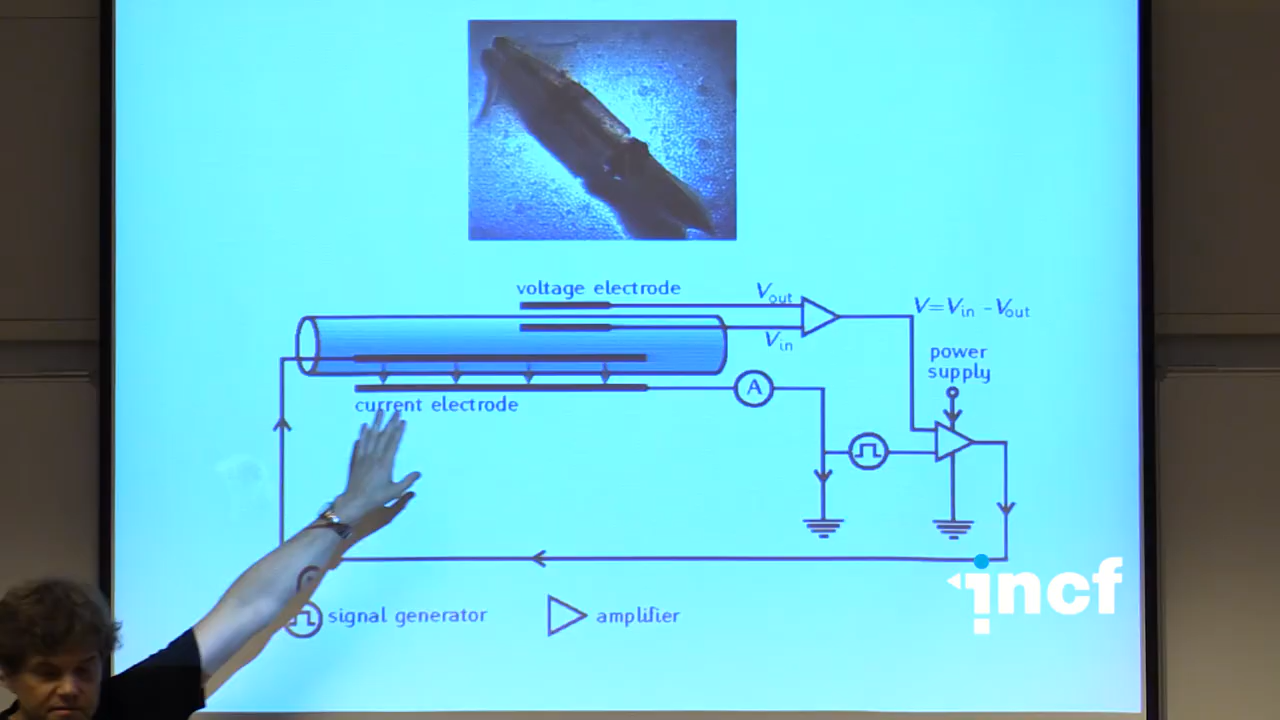 voltage electrode
Vout
V=Vin -Vout
Vin
power
supply
A
current electrode
incf
signal generator
amplifier